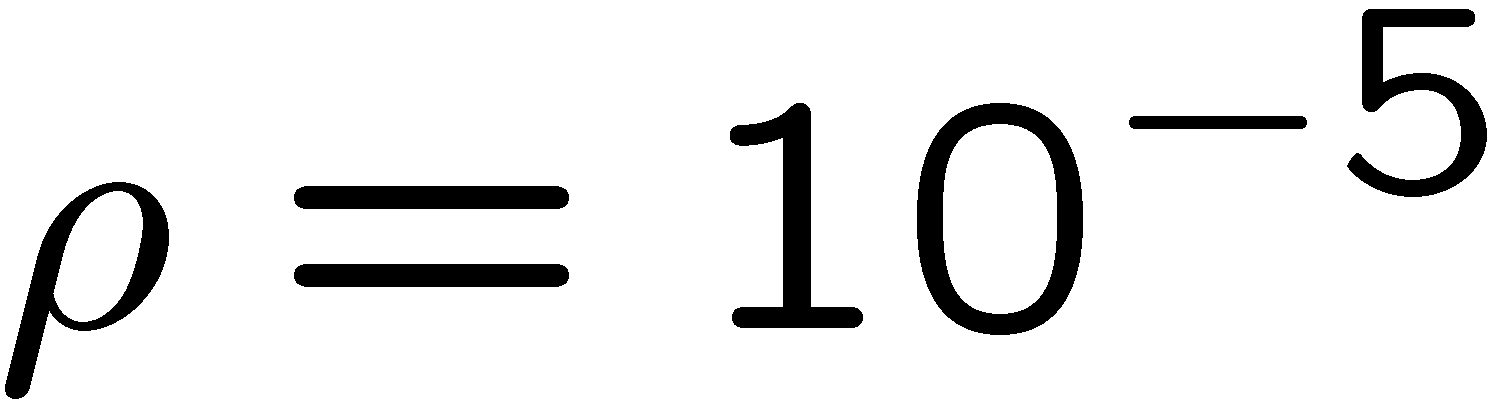 ρ = 10⁻⁵